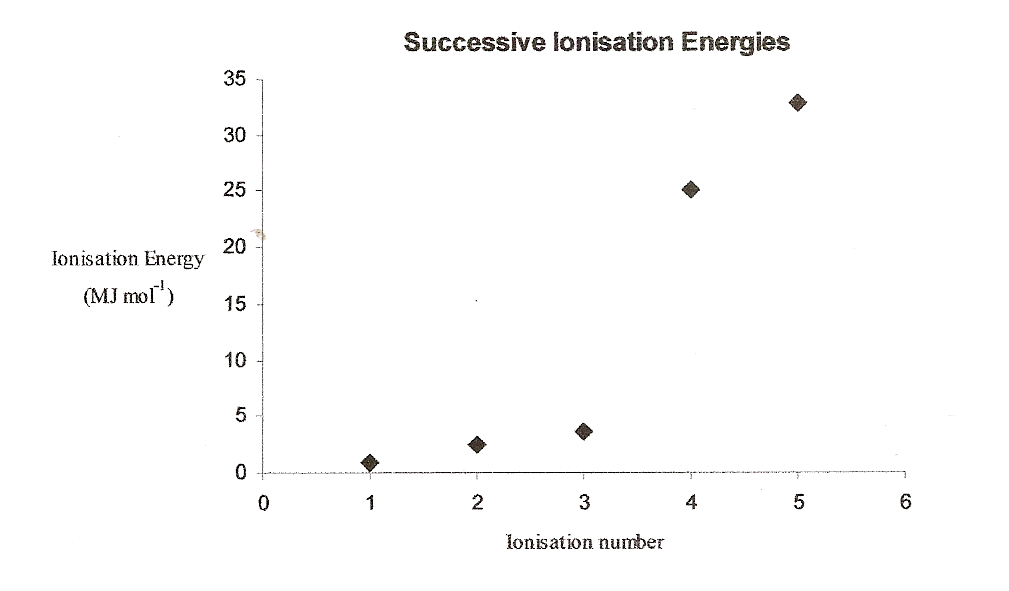 Successive Ionisation Energies
35
30
25
20
15
10
5
0
Ionisation Energy
(MJ mol⁻¹)
0 1 2 3 4 5 6
Ionisation number